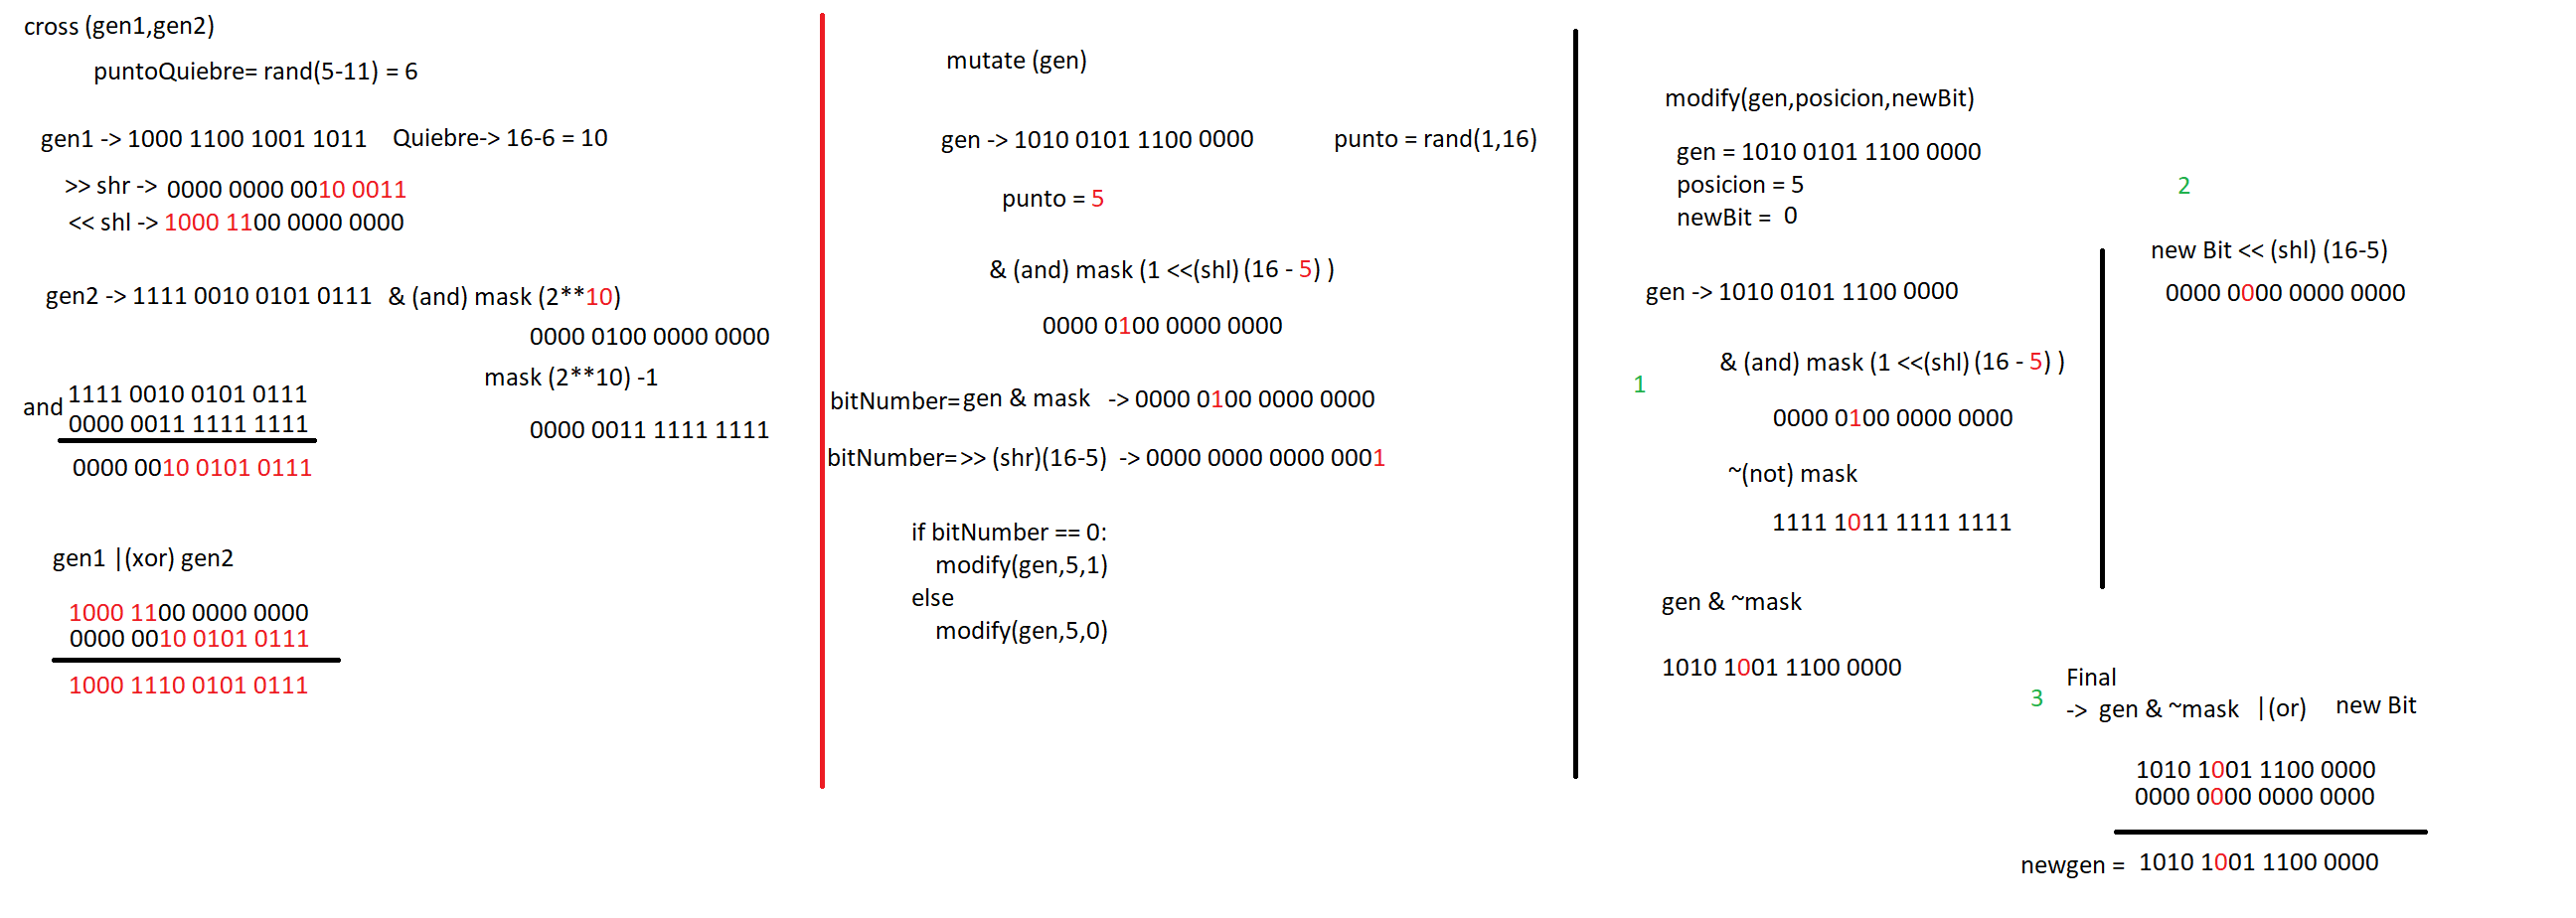 cross (gen1,gen2)
puntoQuiebre= rand(5-11) = 6
gen1 -> 1000 1100 1001 1011 Quiebre-> 16-6 = 10
>> shr -> 0000 0000 0010 0011
<< shl -> 1000 1100 0000 0000
gen2 -> 1111 0010 0101 0111 & (and) mask (2**10)
0000 0100 0000 0000
mask (2**10) -1
0000 0011 1111 1111
and
1111 0010 0101 0111
0000 0011 1111 1111
0000 0010 0101 0111
gen1 |(xor) gen2
1000 1100 0000 0000
0000 0010 0101 0111
1000 1110 0101 0111
mutate (gen)
gen -> 1010 0101 1100 0000 punto = rand(1,16)
punto = 5
& (and) mask (1 <<(shl) (16 - 5) )
0000 0100 0000 0000
bitNumber= gen & mask -> 0000 0100 0000 0000
bitNumber= >> (shr)(16-5) -> 0000 0000 0000 0001
if bitNumber == 0:
modify(gen,5,1)
else
modify(gen,5,0)
modify(gen,posicion,newBit)
gen = 1010 0101 1100 0000
posicion = 5
newBit = 0
gen -> 1010 0101 1100 0000
1
& (and) mask (1 <<(shl) (16 - 5) )
0000 0100 0000 0000
~(not) mask
1111 1011 1111 1111
gen & ~mask
1010 1001 1100 0000
2
new Bit << (shl) (16-5)
0000 0000 0000 0000
3
Final
-> gen & ~mask |(or) new Bit
1010 1001 1100 0000
0000 0000 0000 0000
newgen = 1010 1001 1100 0000